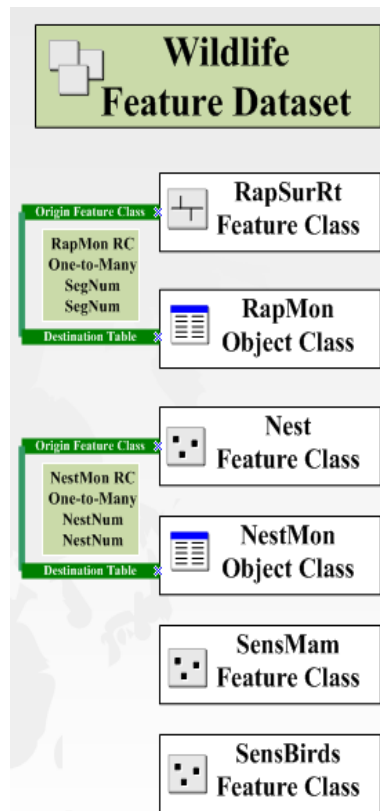 Wildlife
Feature Dataset
RapSurRt
Feature Class
Origin Feature Class
RapMon RC
One-to-Many
SegNum
SegNum
Destination Table
RapMon
Object Class
Nest
Feature Class
Origin Feature Class
NestMon RC
One-to-Many
NestNum
NestNum
Destination Table
NestMon
Object Class
SensMam
Feature Class
SensBirds
Feature Class